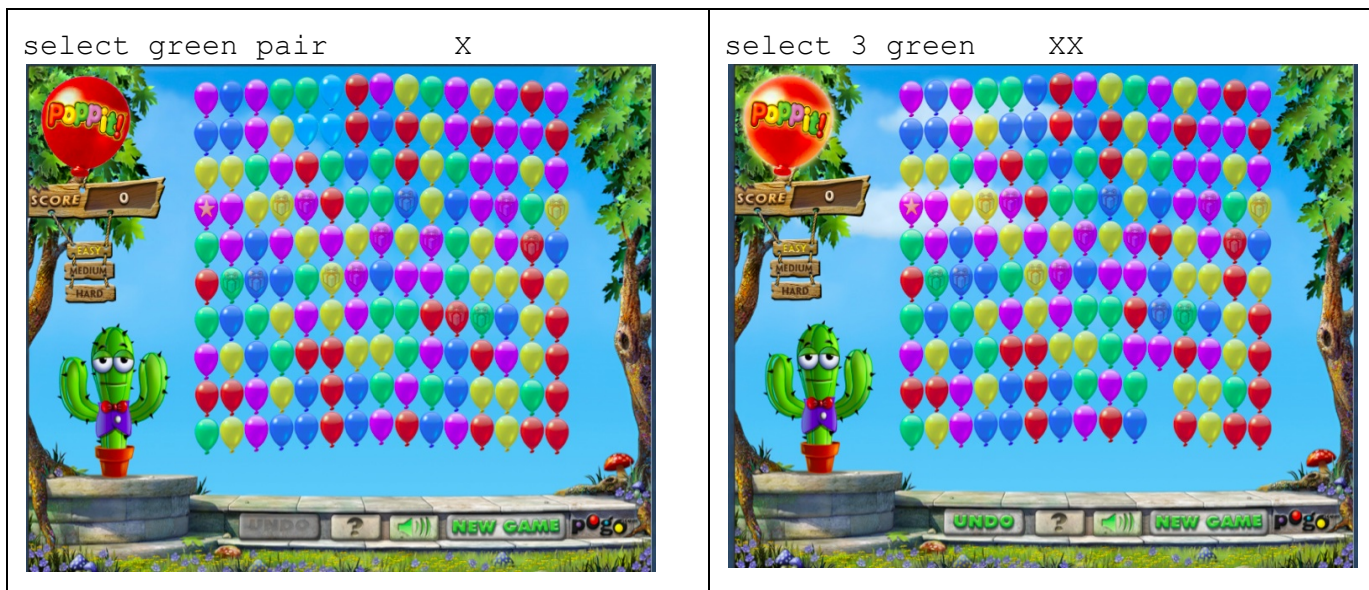 select green pair X
POPPIT!
SCORE 0
EASY
MEDIUM
HARD
UNDO ? NEW GAME pogo
select 3 green XX
POPPIT!
SCORE 0
EASY
MEDIUM
HARD
UNDO ? NEW GAME pogo